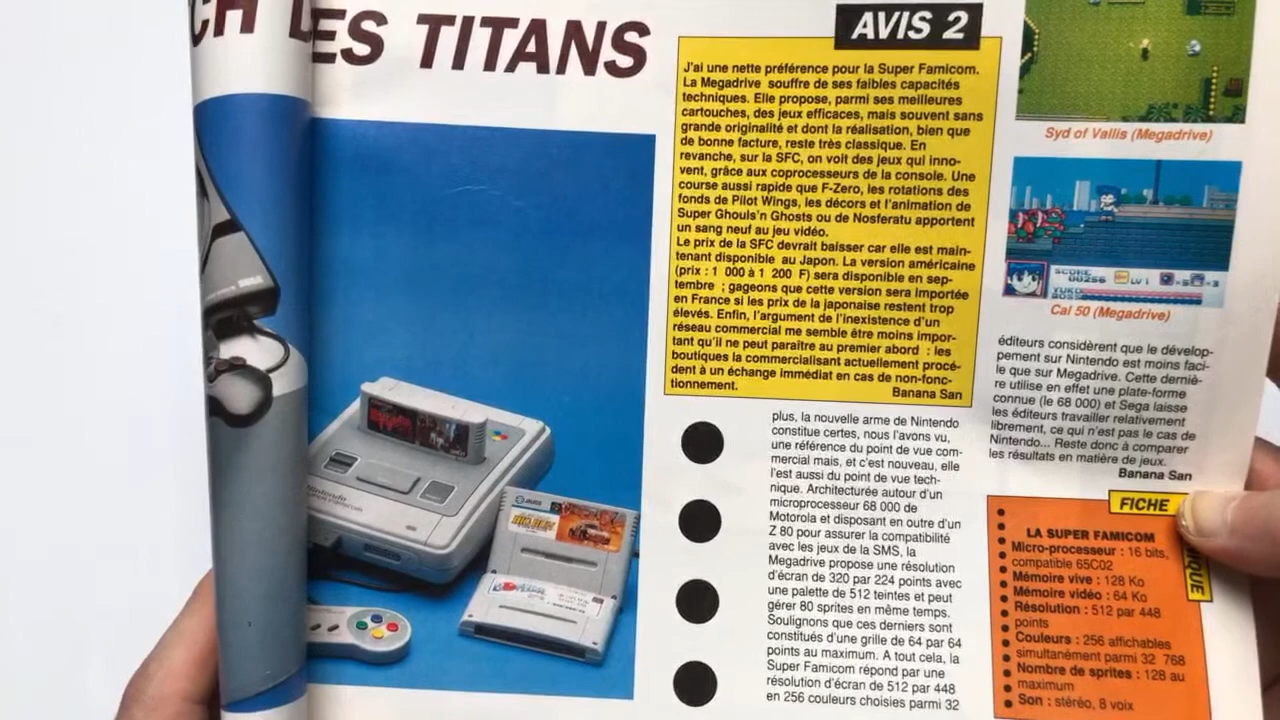 CH DES TITANS
AVIS 2
J'ai une nette préférence pour la Super Famicom.
La Megadrive souffre de ses faibles capacités
techniques. Elle propose, parmi ses meilleures
cartouches, des jeux efficaces, mais souvent sans
grande originalité et dont la réalisation, bien que
de bonne facture, reste très classique. En
revanche, sur la SFC, on voit des jeux qui inno-
vent, grâce aux coprocesseurs de la console. Une
course aussi rapide que F-Zero, les rotations des
fonds de Pilot Wings, les décors et l'animation de
Super Ghouls'n Ghosts ou de Nosferatu apportent
un sang neuf au jeu vidéo.
Le prix de la SFC devrait baisser car elle est main-
tenant disponible au Japon. La version américaine
(prix : 1 000 à 1 200 F) sera disponible en sep-
tembre ; gageons que cette version sera importée
en France si les prix de la japonaise restent trop
élevés. Enfin, l'argument de l'inexistence d'un
réseau commercial me semble être moins impor-
tant qu'il ne peut paraître au premier abord : les
boutiques la commercialisant actuellement procé-
dent à un échange immédiat en cas de non-fonc-
tionnement.
Banana San
plus, la nouvelle arme de Nintendo
constitue certes, nous l'avons vu,
une référence du point de vue com-
mercial mais, et c'est nouveau, elle
l'est aussi du point de vue tech-
nique. Architecturée autour d'un
microprocesseur 68 000 de
Motorola et disposant en outre d'un
Z 80 pour assurer la compatibilité
avec les jeux de la SMS, la
Megadrive propose une résolution
d'écran de 320 par 224 points avec
une palette de 512 teintes et peut
gérer 80 sprites en même temps.
Soulignons que ces derniers sont
constitués d'une grille de 64 par 64
points au maximum. A tout cela, la
Super Famicom répond par une
résolution d'écran de 512 par 448
en 256 couleurs choisies parmi 32
Syd of Vallis (Megadrive)
SCORE
00256
LV 1
YUKO
Cal 50 (Megadrive)
éditeurs considèrent que le dévelop-
pement sur Nintendo est moins faci-
le que sur Megadrive. Cette derniè-
re utilise en effet une plate-forme
connue (le 68 000) et Sega laisse
les éditeurs travailler relativement
librement, ce qui n'est pas le cas de
Nintendo... Reste donc à comparer
les résultats en matière de jeux.
Banana San
FICHE
NIQUE
LA SUPER FAMICOM
Micro-processeur : 16 bits,
compatible 65C02
Mémoire vive : 128 Ko
Mémoire vidéo : 64 Ko
Résolution : 512 par 448
points
Couleurs : 256 affichables
simultanément parmi 32 768
Nombre de sprites : 128 au
maximum
Son : stéréo, 8 voix
SEGA
Nintendo
SUPER FAMICOM